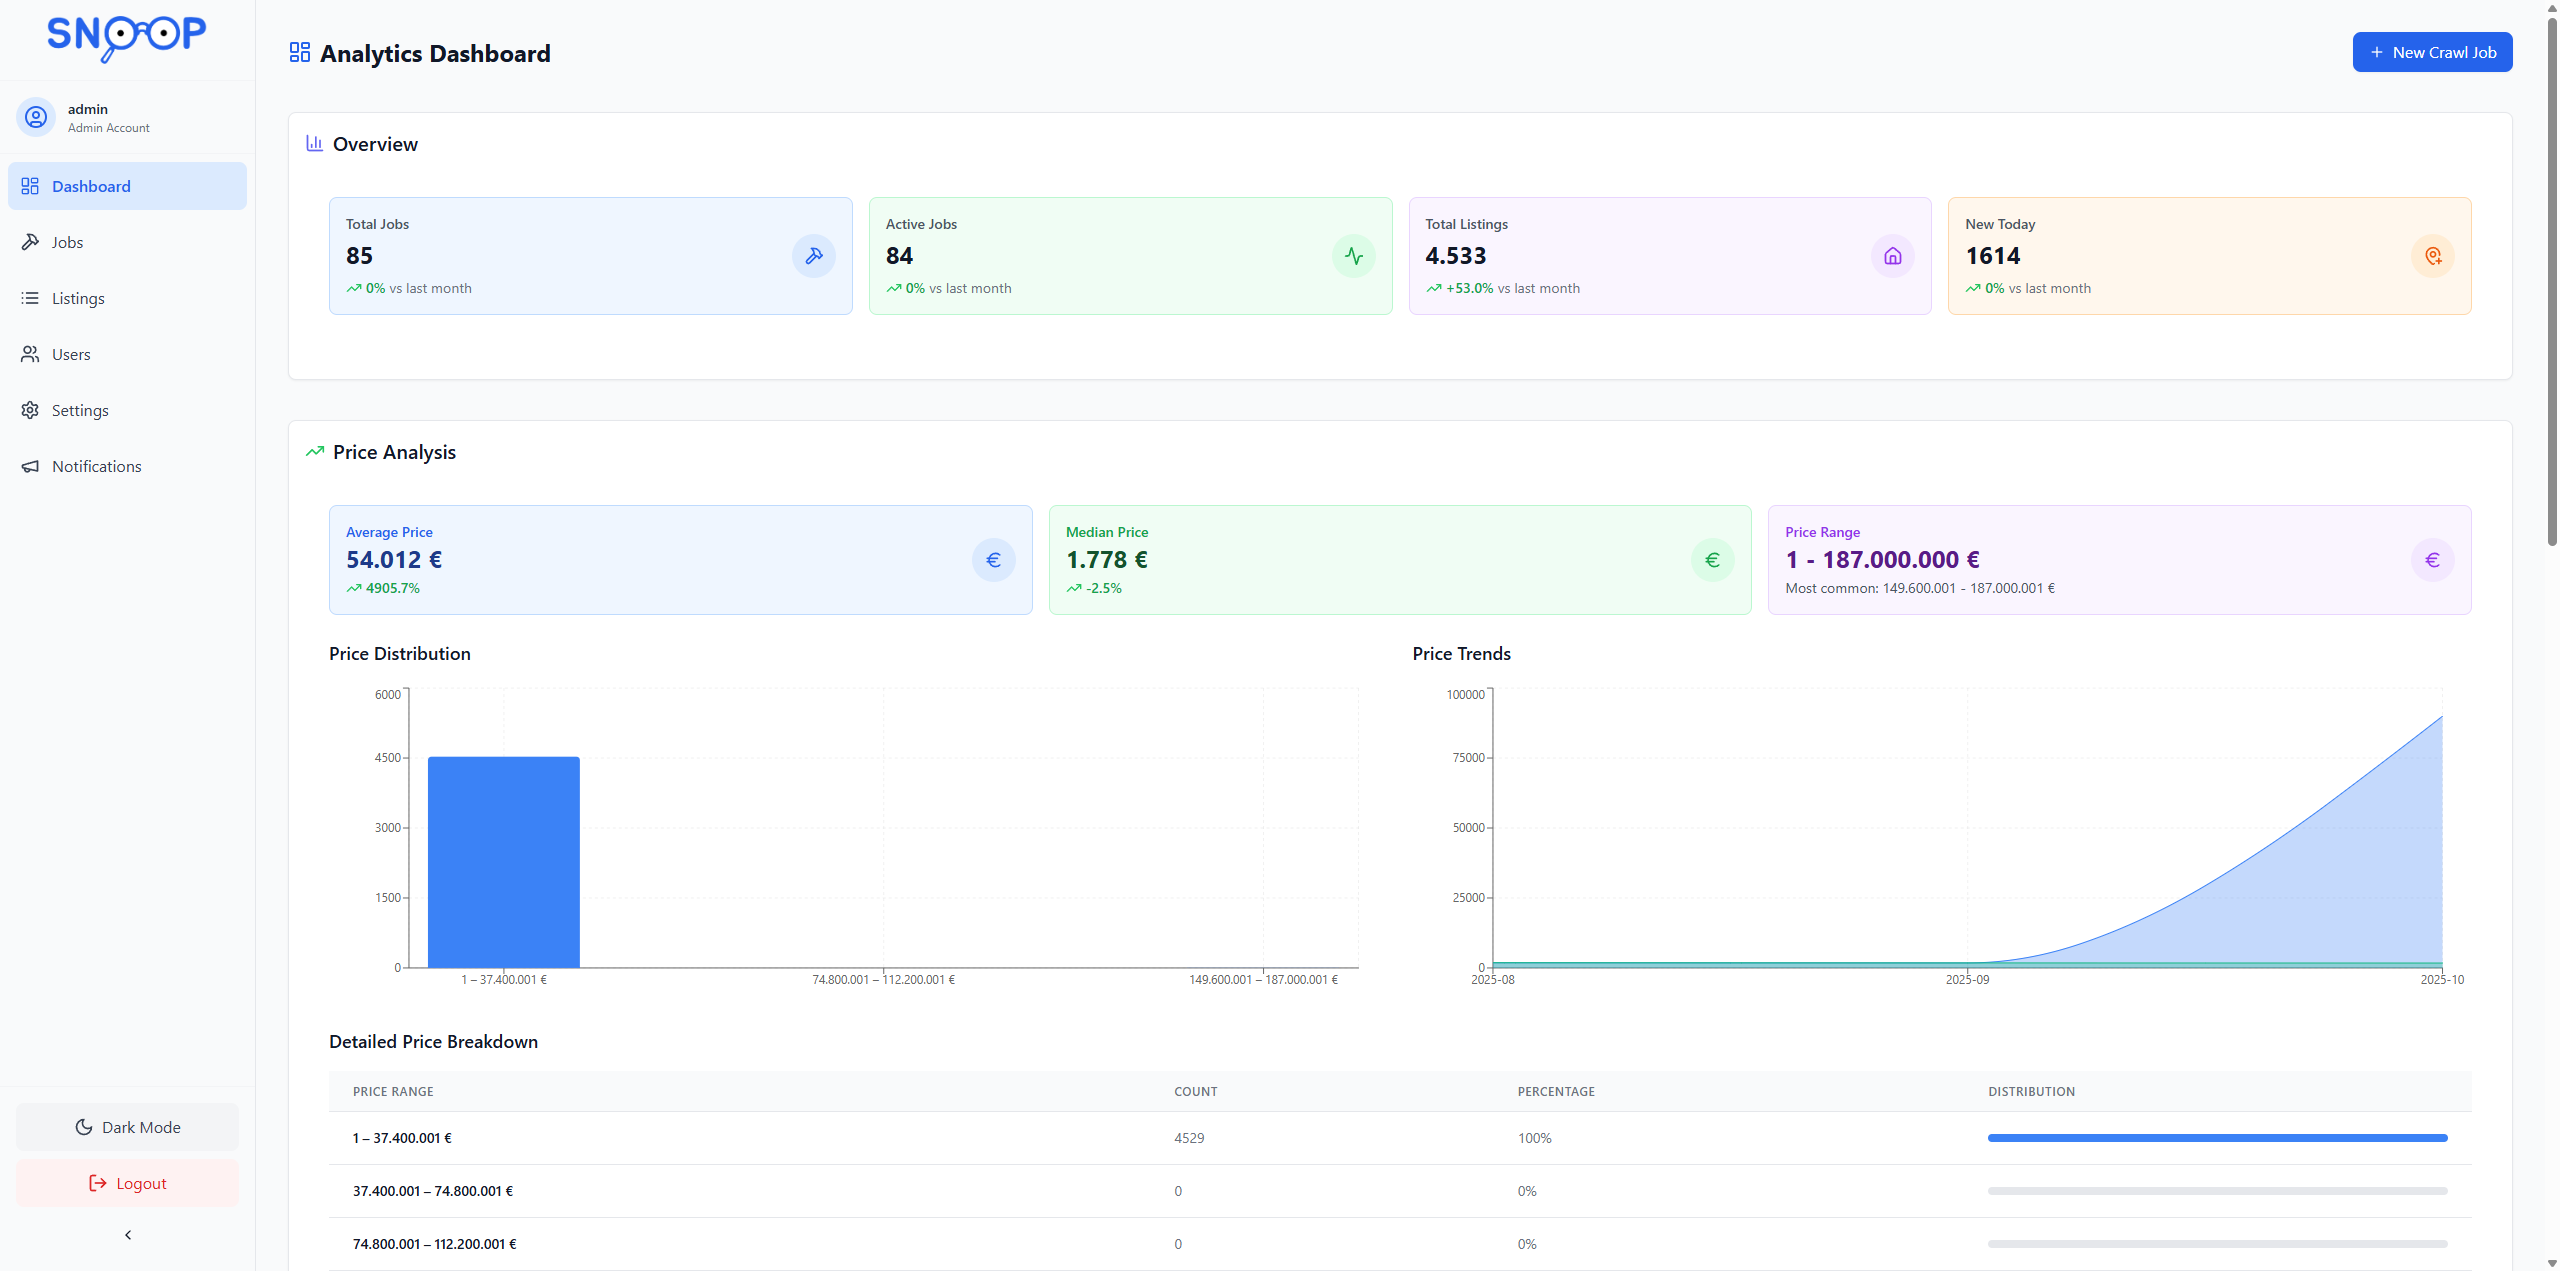 SNOOP
admin
Admin Account
Dashboard
Jobs
Listings
Users
Settings
Notifications
Dark Mode
Logout
Analytics Dashboard
New Crawl Job
Overview
Total Jobs
85
0% vs last month
Active Jobs
84
0% vs last month
Total Listings
4.533
+53.0% vs last month
New Today
1614
0% vs last month
Price Analysis
Average Price
54.012 €
4905.7%
Median Price
1.778 €
-2.5%
Price Range
1 - 187.000.000 €
Most common: 149.600.001 - 187.000.001 €
Price Distribution
6000
4500
3000
1500
0
1 – 37.400.001 €
74.800.001 – 112.200.001 €
149.600.001 – 187.000.001 €
Price Trends
100000
75000
50000
25000
0
2025-08
2025-09
2025-10
Detailed Price Breakdown
PRICE RANGE COUNT PERCENTAGE DISTRIBUTION
1 – 37.400.001 € 4529 100%
37.400.001 – 74.800.001 € 0 0%
74.800.001 – 112.200.001 € 0 0%